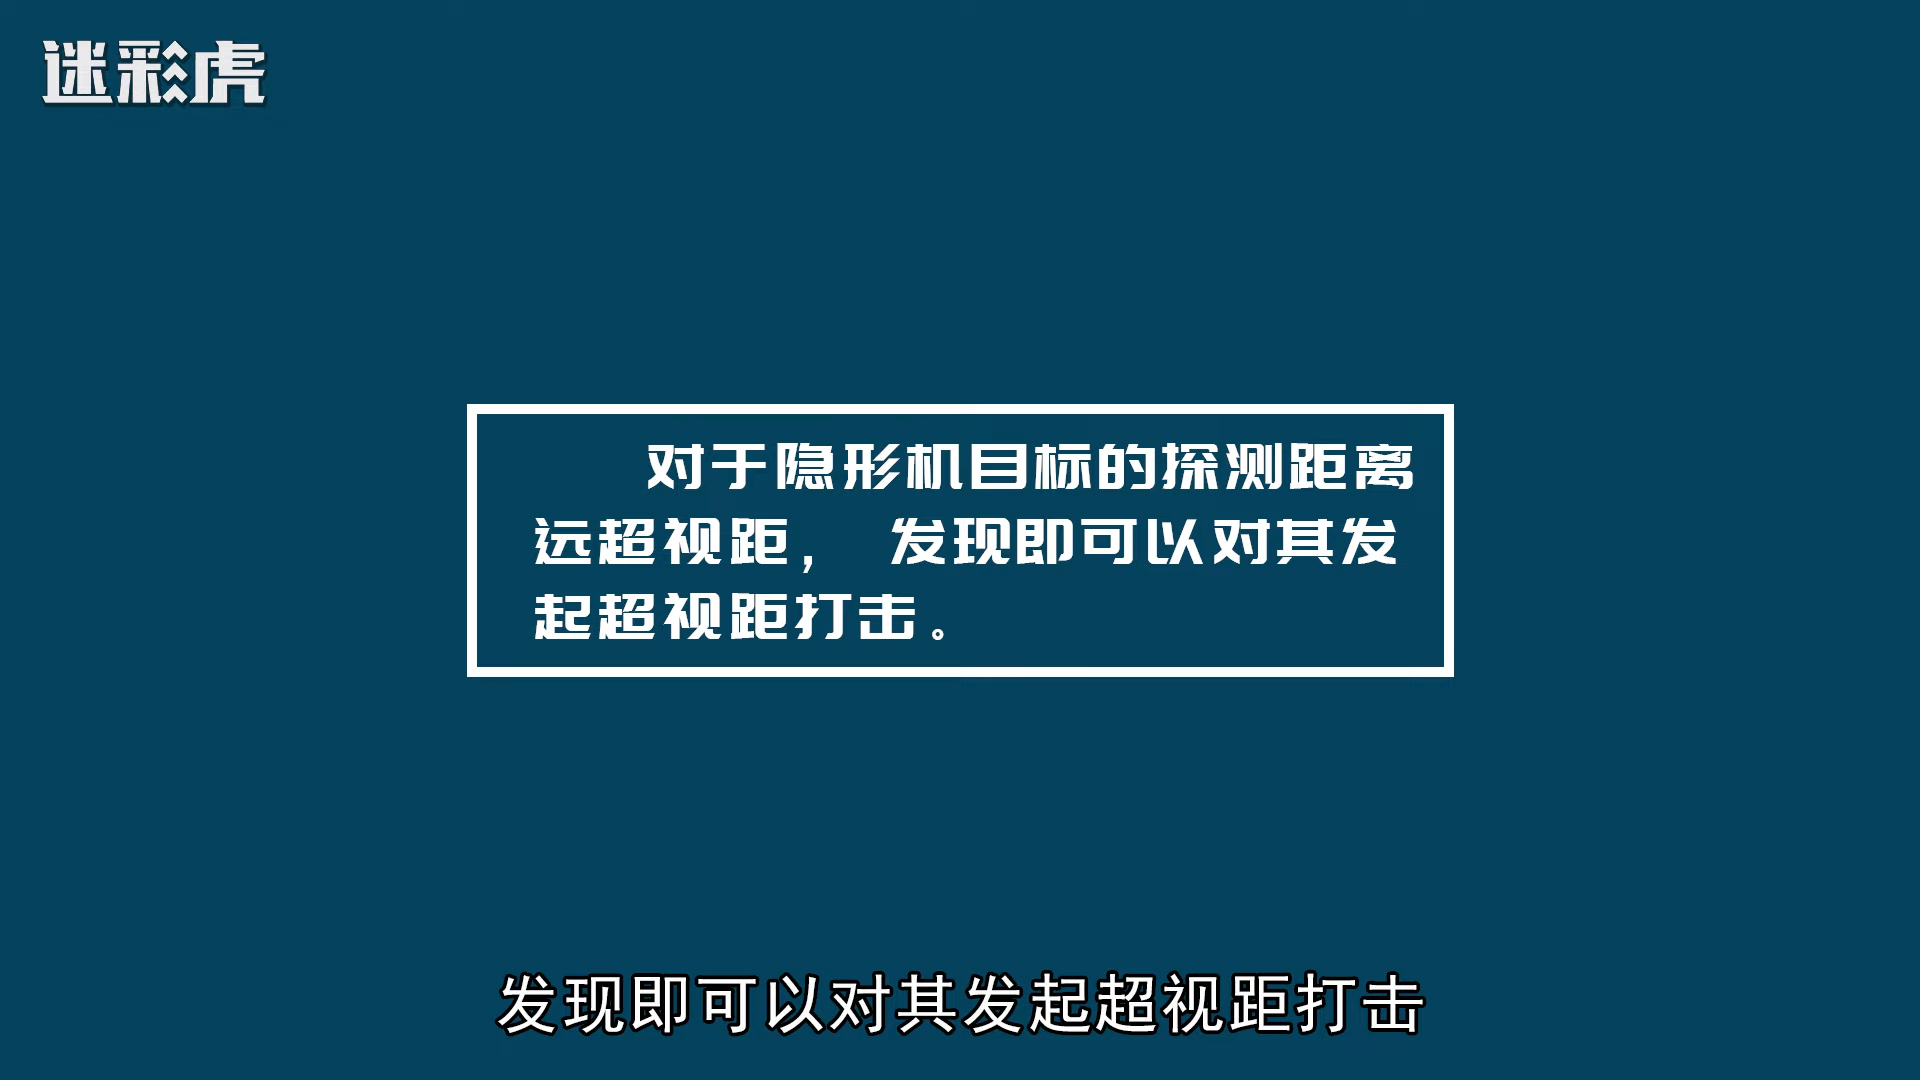 迷彩虎
对于隐形机目标的探测距离
远超视距， 发现即可以对其发
起超视距打击。
发现即可以对其发起超视距打击